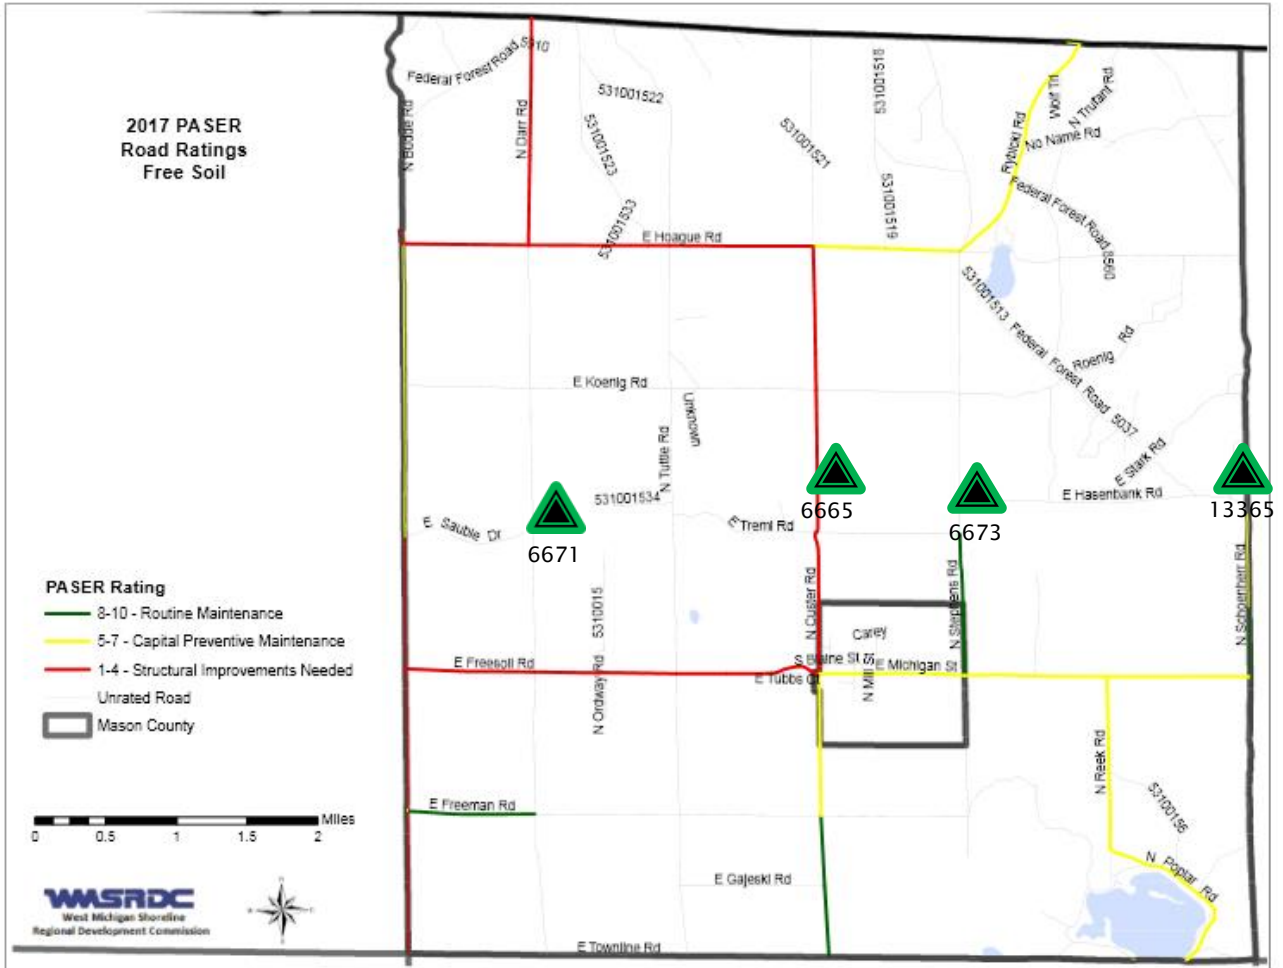 2017 PASER
Road Ratings
Free Soil
Federal Forest Road 5310
N Budde Rd
N Darr Rd
531001522
531001523
531001533
531001521
531001518
531001519
Rybicki Rd
Wolf Trl
N Trufant Rd
No Name Rd
Federal Forest Road 8560
E Hoague Rd
531001513
Federal Forest Road 5037
Roenig Rd
E Koenig Rd
Unknown
N Tuttle Rd
E Stark Rd
E Hasenbank Rd
531001534
E Treml Rd
E Sauble Dr
6671
6665
6673
13365
N Custer Rd
N Stephens Rd
N Schoenherr Rd
5310015
N Ordway Rd
Carey
S Blaine St
N Mill St
E Michigan St
E Tubbs Ct
E Freesoil Rd
PASER Rating
8-10 - Routine Maintenance
5-7 - Capital Preventive Maintenance
1-4 - Structural Improvements Needed
Unrated Road
Mason County
N Reek Rd
53100156
N Poplar Rd
E Freeman Rd
E Gajeski Rd
E Townline Rd
Miles
0 0.5 1 1.5 2
WMSRDC
West Michigan Shoreline
Regional Development Commission